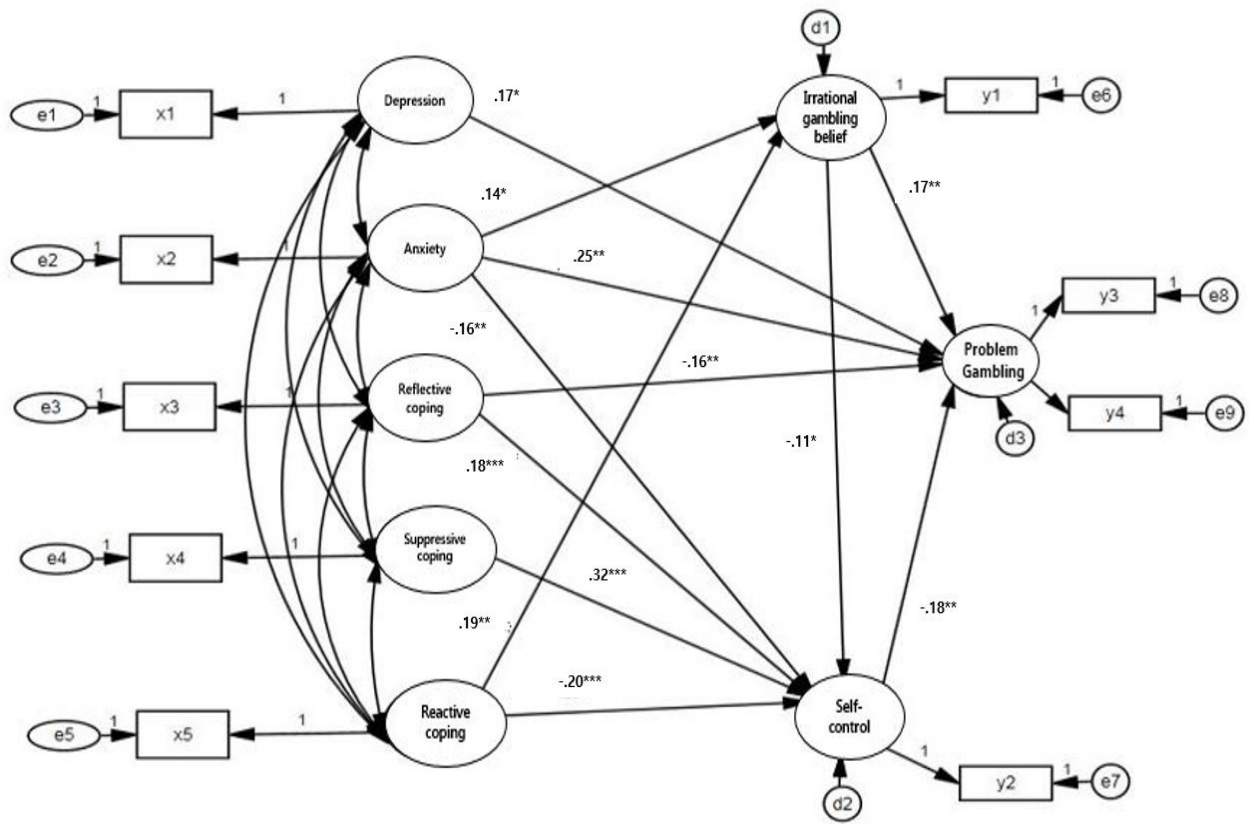 d1
Depression
.17*
Irrational
gambling
belief
1
y1
1
e6
e1
1
x1
1
.14*
.17**
e2
1
x2
1
Anxiety
.25**
-.16**
y3
1
e8
1
Problem
Gambling
-.16**
e3
1
x3
1
Reflective
coping
.18***
-.11*
y4
1
e9
d3
e4
1
x4
1
Suppressive
coping
.32***
.19**
-.18**
-.20***
e5
1
x5
1
Reactive
coping
Self-
control
1
y2
1
e7
d2